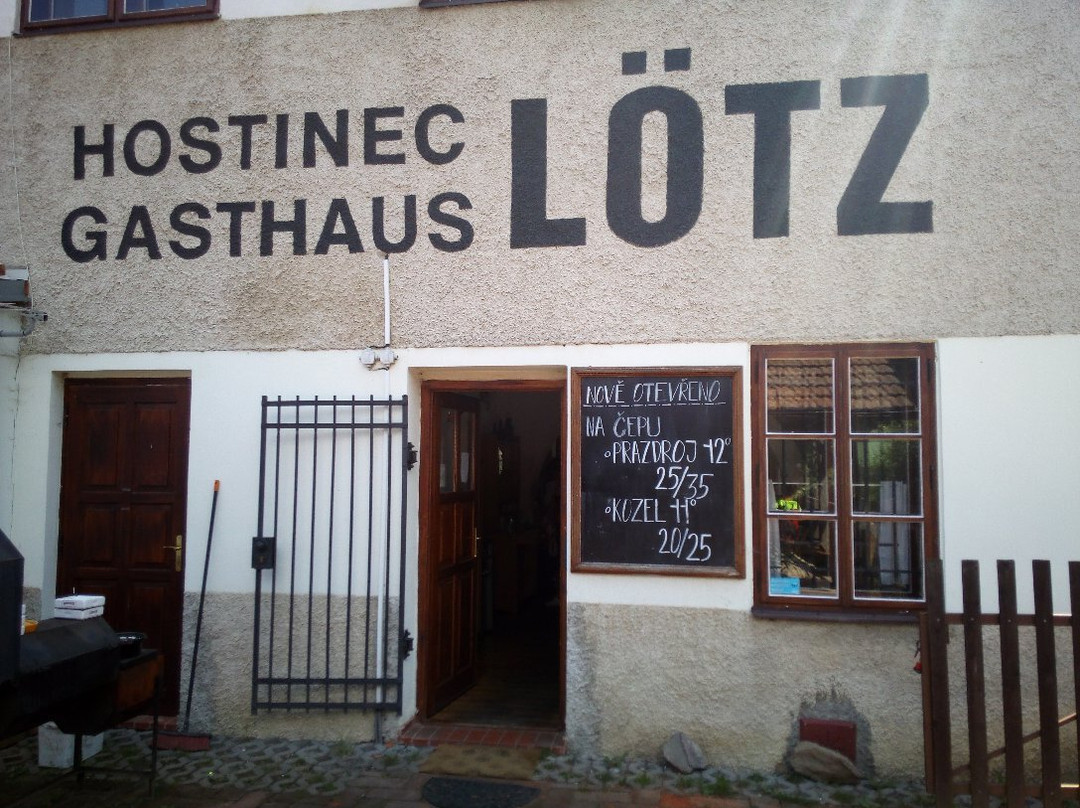 HOSTINEC
GASTHAUS
LÖTZ
NOVĚ OTEVŘENO
NA ČEPU
°PRAZDROJ 12°
25/35
°KOZEL 11°
20/25